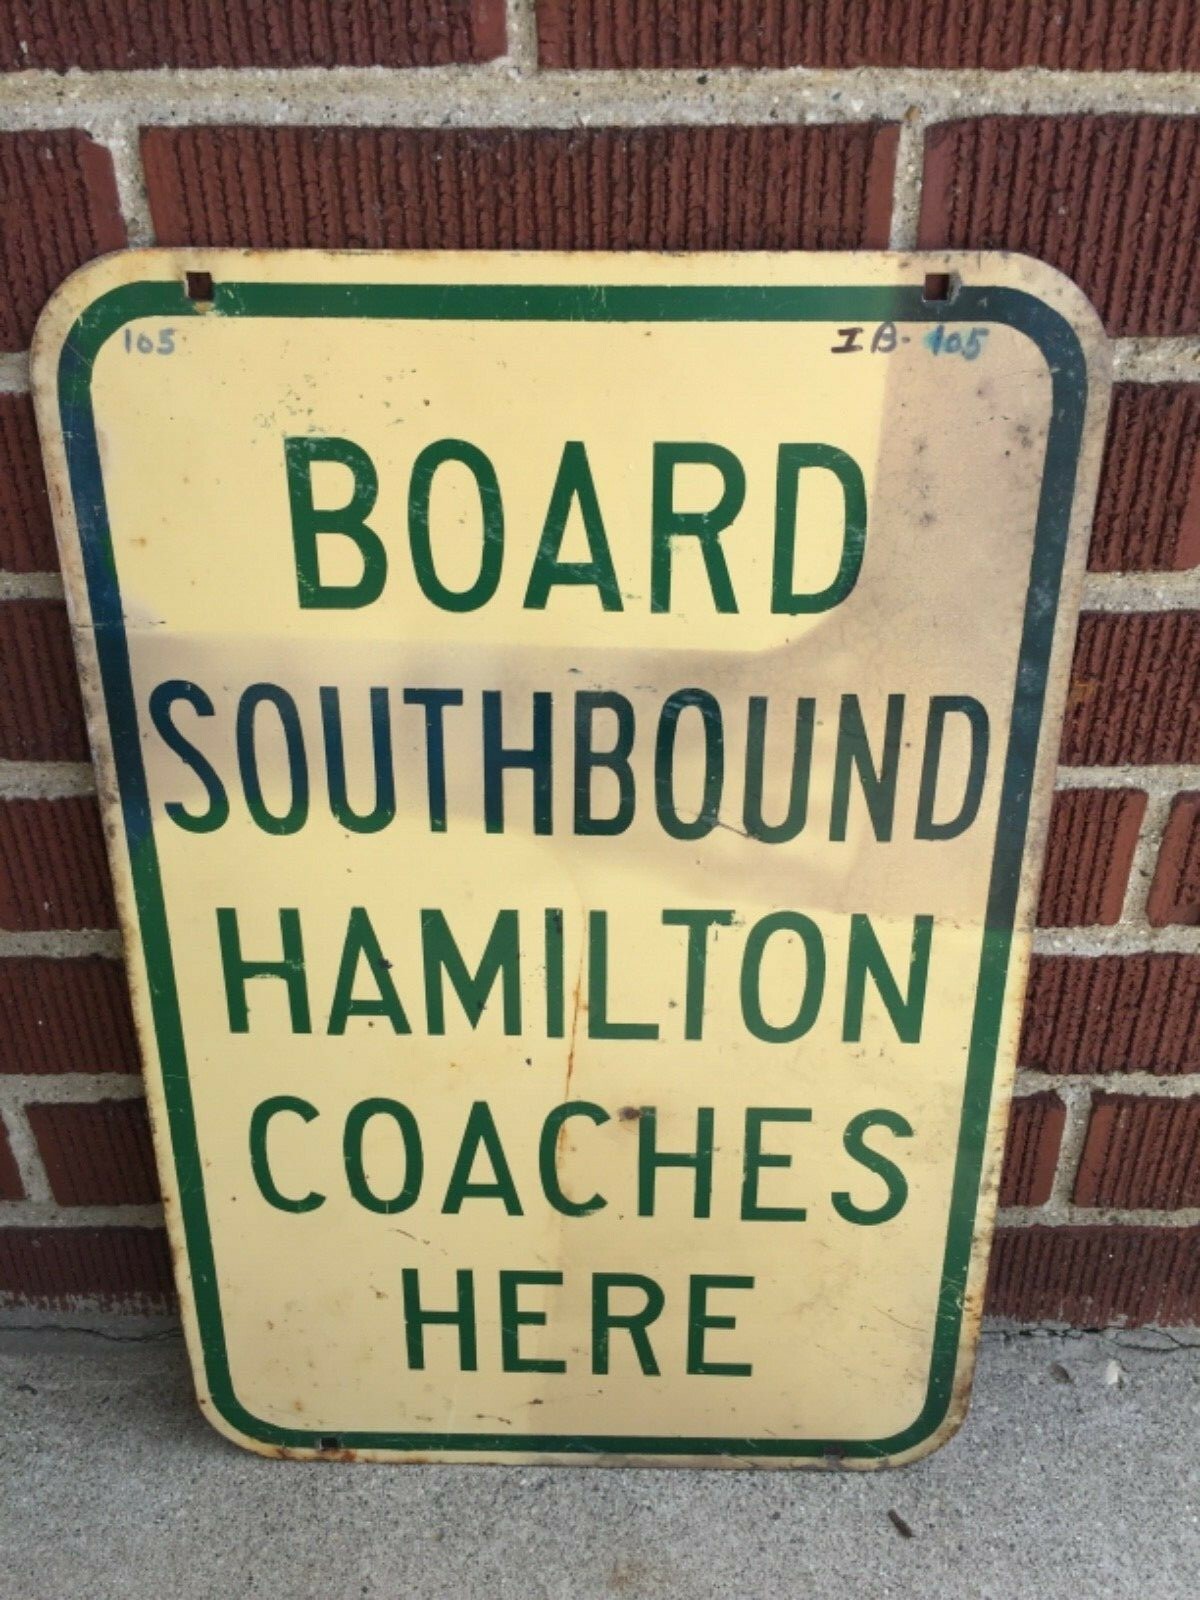 105 IB-105
BOARD
SOUTHBOUND
HAMILTON
COACHES
HERE